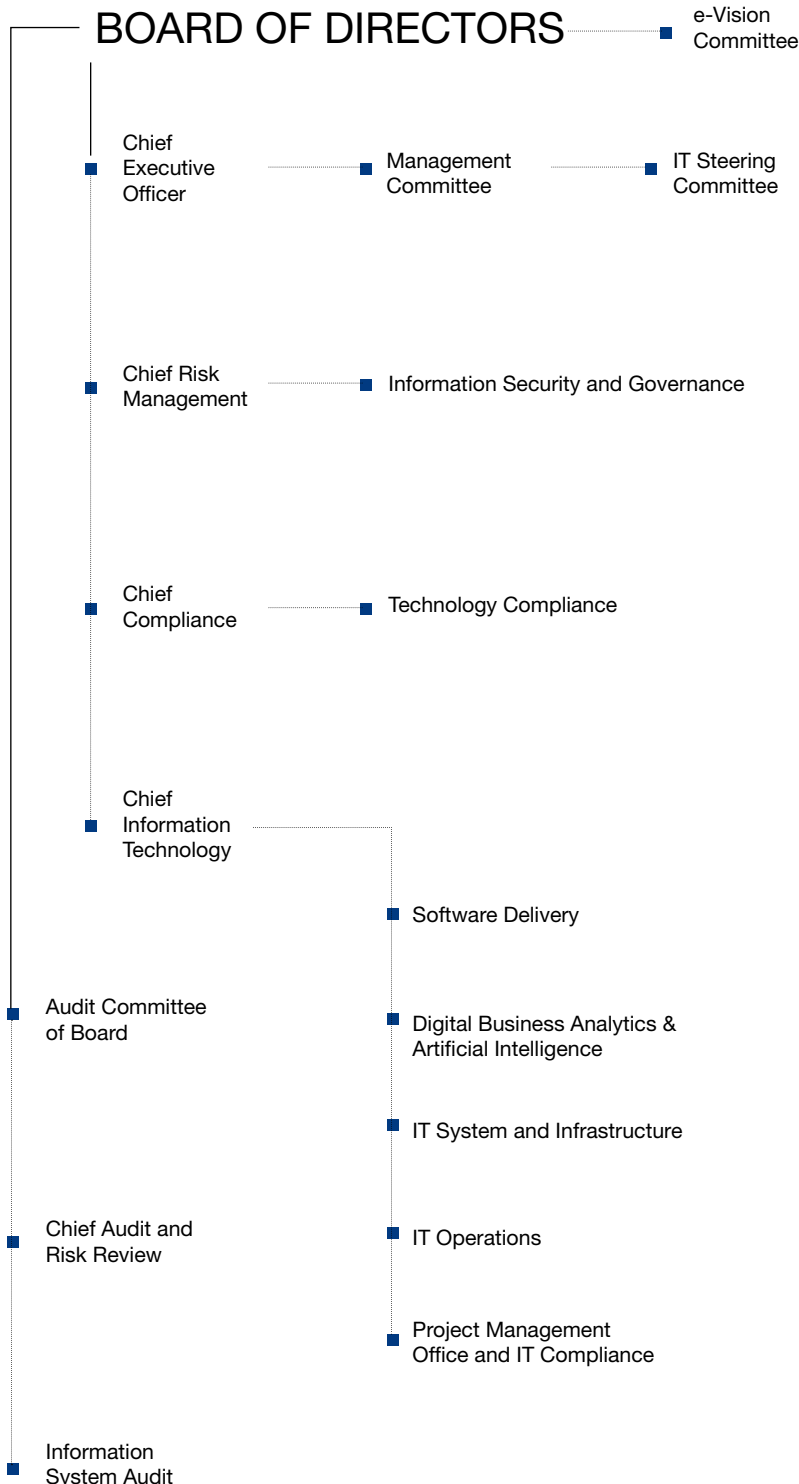 BOARD OF DIRECTORS
e-Vision
Committee
Chief
Executive
Officer
Management
Committee
IT Steering
Committee
Chief Risk
Management
Information Security and Governance
Chief
Compliance
Technology Compliance
Chief
Information
Technology
Software Delivery
Audit Committee
of Board
Digital Business Analytics &
Artificial Intelligence
IT System and Infrastructure
Chief Audit and
Risk Review
IT Operations
Project Management
Office and IT Compliance
Information
System Audit